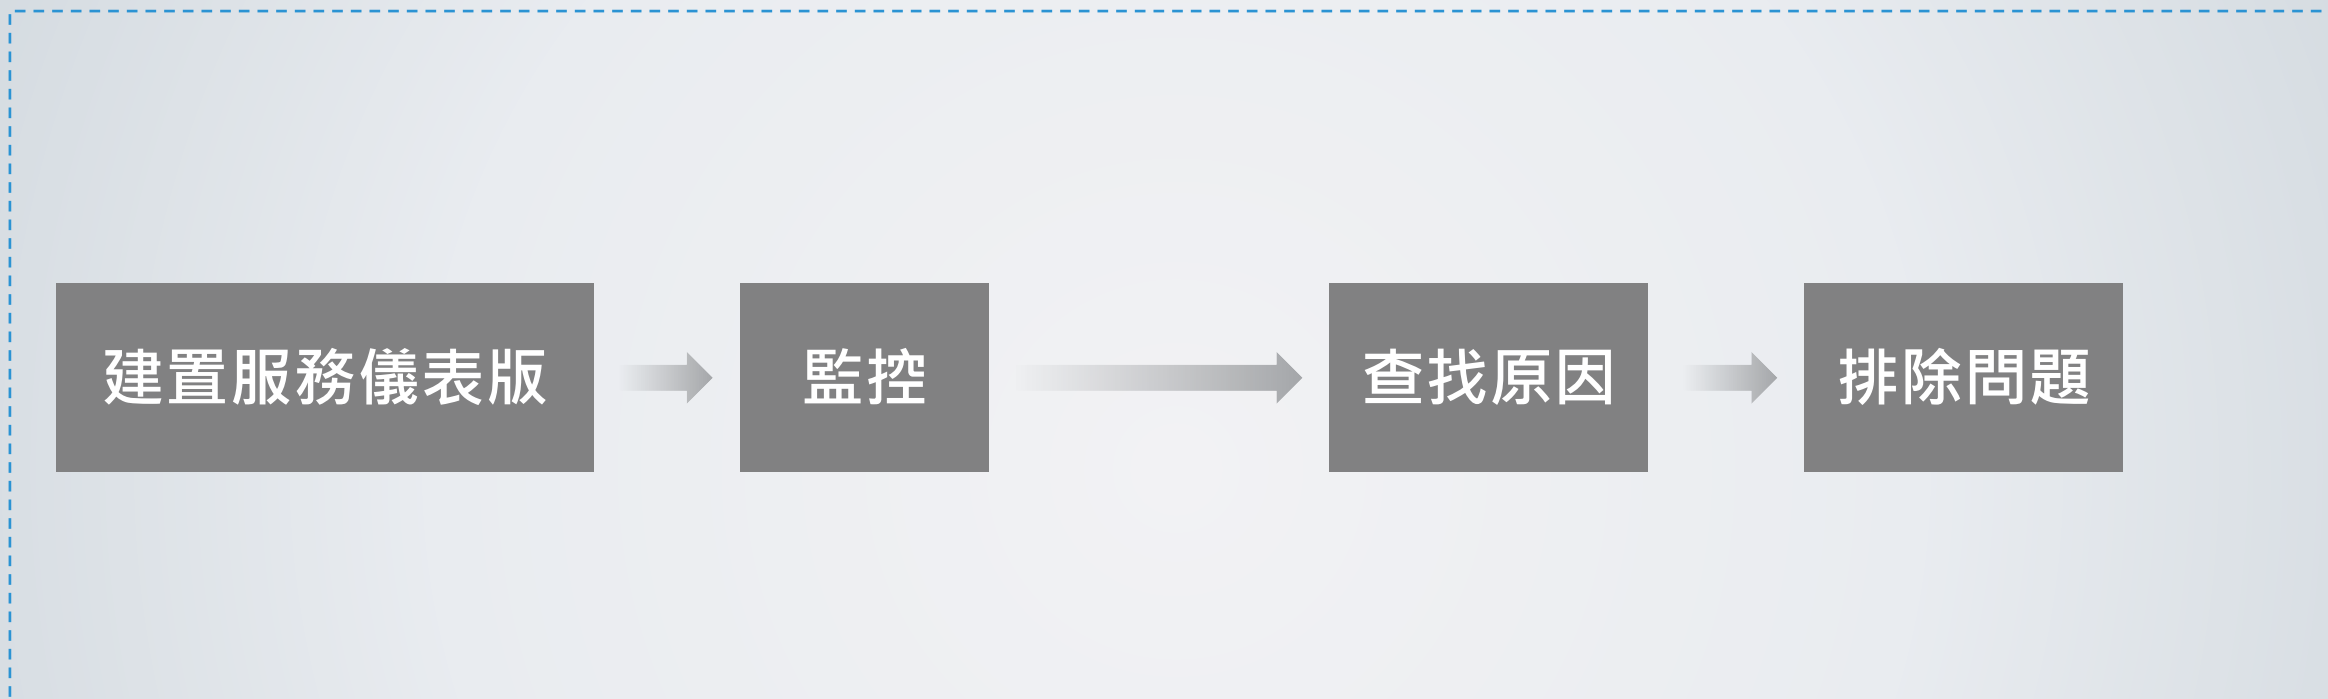 建置服務儀表版
監控
查找原因
排除問題